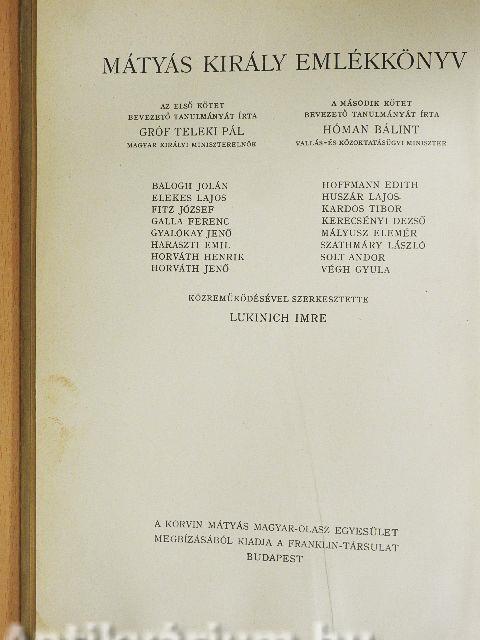 MÁTYÁS KIRÁLY EMLÉKKÖNYV
AZ ELSŐ KÖTET
BEVEZETŐ TANULMÁNYÁT ÍRTA
GRÓF TELEKI PÁL
MAGYAR KIRÁLYI MINISZTERELNÖK
A MÁSODIK KÖTET
BEVEZETŐ TANULMÁNYÁT ÍRTA
HÓMAN BÁLINT
VALLÁS- ÉS KÖZOKTATÁSÜGYI MINISZTER
BALOGH JOLÁN
ELEKES LAJOS
FITZ JÓZSEF
GALLA FERENC
GYALÓKAY JENŐ
HARASZTI EMIL
HORVÁTH HENRIK
HORVÁTH JENŐ
HOFFMANN EDITH
HUSZÁR LAJOS
KARDOS TIBOR
KERECSÉNYI DEZSŐ
MÁLYUSZ ELEMÉR
SZATHMÁRY LÁSZLÓ
SOLT ANDOR
VÉGH GYULA
KÖZREMŰKÖDÉSÉVEL SZERKESZTETTE
LUKINICH IMRE
A KORVIN MÁTYÁS MAGYAR-OLASZ EGYESÜLET
MEGBÍZÁSÁBÓL KIADJA A FRANKLIN-TÁRSULAT
BUDAPEST
Antikvárium.hu